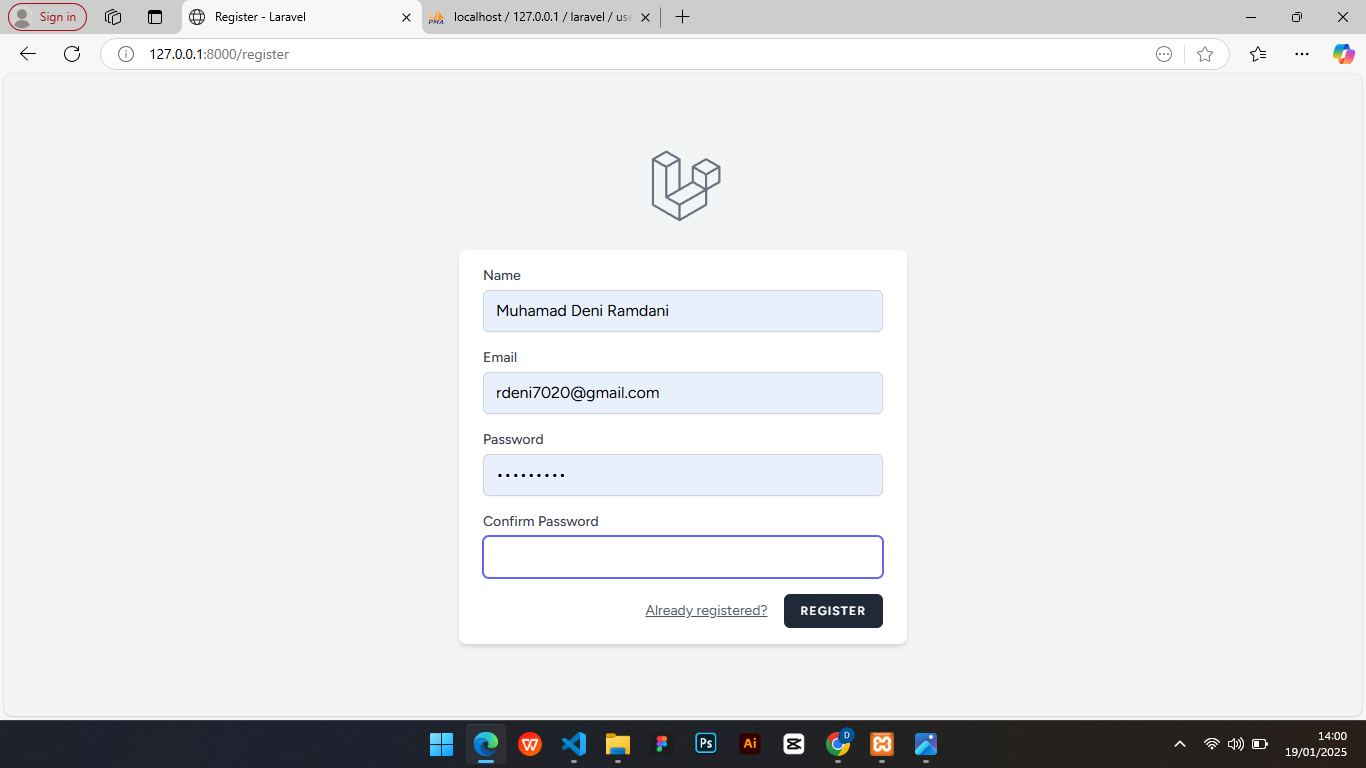 Sign in
Register - Laravel
localhost / 127.0.0.1 / laravel / use
127.0.0.1:8000/register
Name
Muhamad Deni Ramdani
Email
rdeni7020@gmail.com
Password
•••••••••
Confirm Password
Already registered?
REGISTER
14:00
19/01/2025